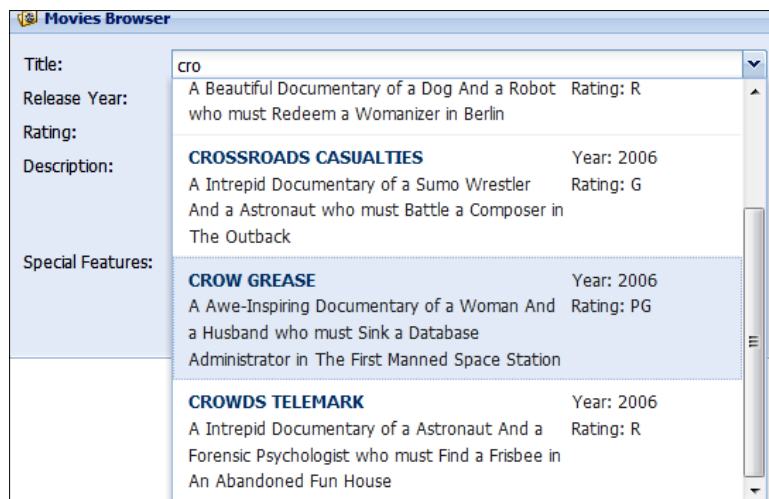 Movies Browser
Title:
cro
Release Year:
Rating:
Description:
Special Features:
A Beautiful Documentary of a Dog And a Robot
who must Redeem a Womanizer in Berlin
Rating: R
CROSSROADS CASUALTIES
Year: 2006
A Intrepid Documentary of a Sumo Wrestler
Rating: G
And a Astronaut who must Battle a Composer in
The Outback
CROW GREASE
Year: 2006
A Awe-Inspiring Documentary of a Woman And
Rating: PG
a Husband who must Sink a Database
Administrator in The First Manned Space Station
CROWDS TELEMARK
Year: 2006
A Intrepid Documentary of a Astronaut And a
Rating: R
Forensic Psychologist who must Find a Frisbee in
An Abandoned Fun House